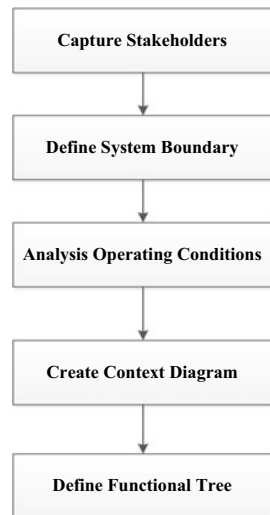 Capture Stakeholders
Define System Boundary
Analysis Operating Conditions
Create Context Diagram
Define Functional Tree